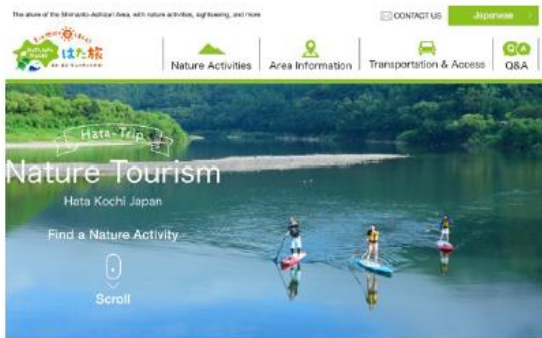 The allure of the Shimanto-Ashizuri Area, with nature activities, sightseeing, and more
CONTACT US
Japanese
はた旅
Nature Activities
Area Information
Transportation & Access
Q&A
Hata-Trip
Nature Tourism
Hata Kochi Japan
Find a Nature Activity
Scroll